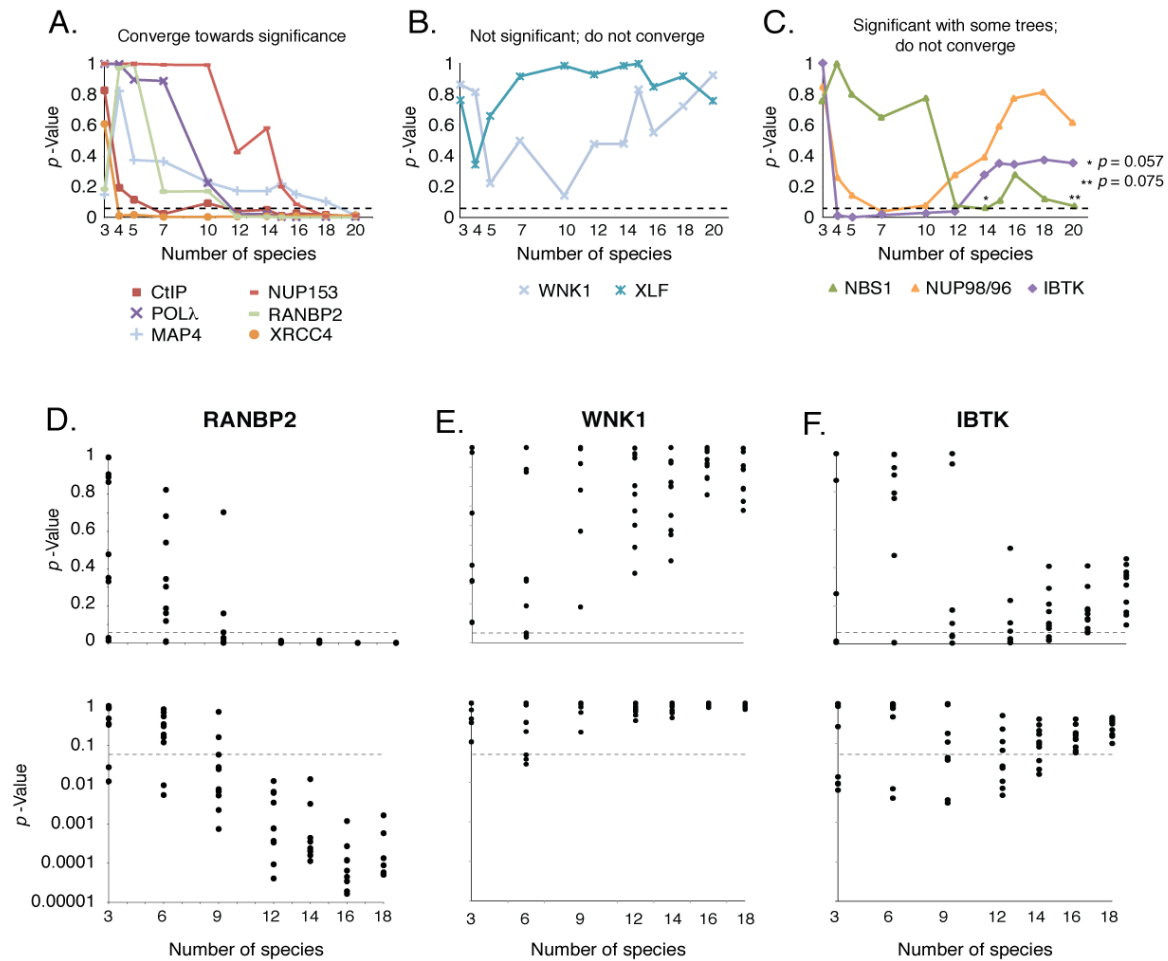 A.
Converge towards significance
p-Value
1
0.8
0.6
0.4
0.2
0
3 4 5 7 10 12 14 15 16 18 20
Number of species
CtIP
NUP153
POLλ
RANBP2
MAP4
XRCC4
B.
Not significant; do not converge
p-Value
1
0.8
0.6
0.4
0.2
0
3 4 5 7 10 12 14 15 16 18 20
Number of species
WNK1 XLF
C.
Significant with some trees;
do not converge
p-Value
1
0.8
0.6
0.4
0.2
0
* p = 0.057
** p = 0.075
*
**
3 4 5 7 10 12 14 15 16 18 20
Number of species
NBS1 NUP98/96 IBTK
D.
RANBP2
p-Value
1
0.8
0.6
0.4
0.2
0
p-Value
1
0.1
0.01
0.001
0.0001
0.00001
3 6 9 12 14 16 18
Number of species
E.
WNK1
3 6 9 12 14 16 18
Number of species
F.
IBTK
3 6 9 12 14 16 18
Number of species